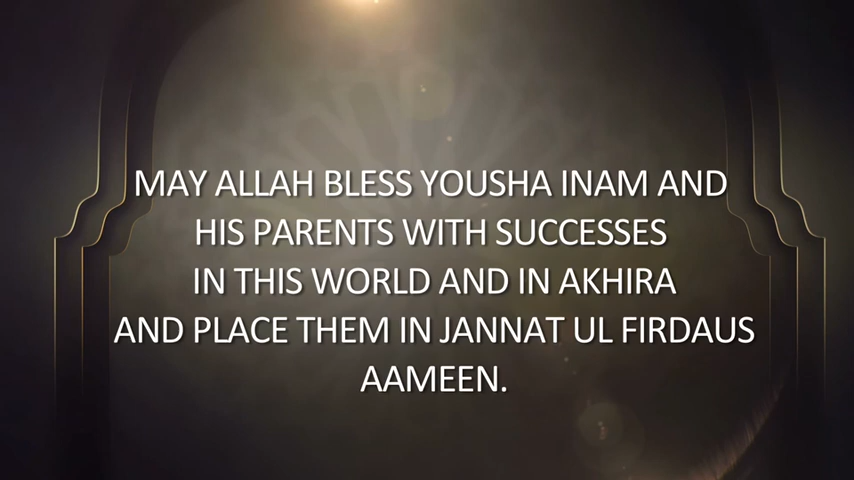 MAY ALLAH BLESS YOUSHA INAM AND
HIS PARENTS WITH SUCCESSES
IN THIS WORLD AND IN AKHIRA
AND PLACE THEM IN JANNAT UL FIRDAUS
AAMEEN.